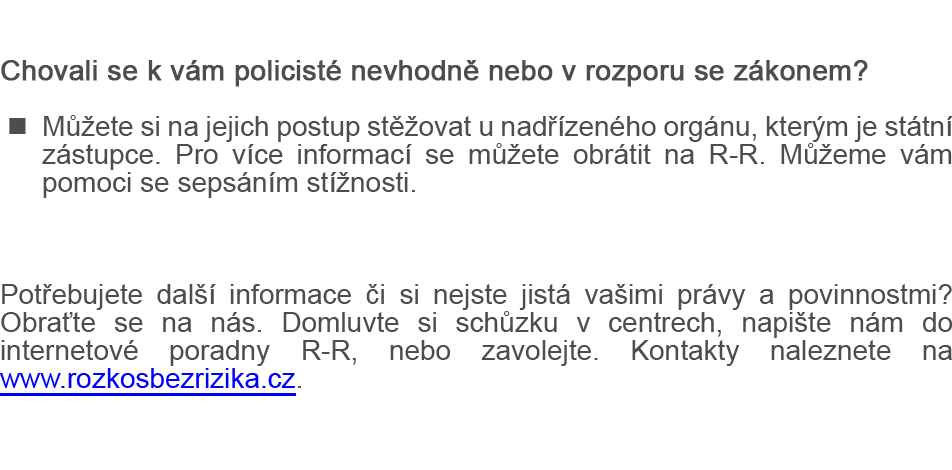 Chovali se k vám policisté nevhodně nebo v rozporu se zákonem?
■ Můžete si na jejich postup stěžovat u nadřízeného orgánu, kterým je státní
zástupce. Pro více informací se můžete obrátit na R-R. Můžeme vám
pomoci se sepsáním stížnosti.
Potřebujete další informace či si nejste jistá vašimi právy a povinnostmi?
Obraťte se na nás. Domluvte si schůzku v centrech, napište nám do
internetové poradny R-R, nebo zavolejte. Kontakty naleznete na
www.rozkosbezrizika.cz.